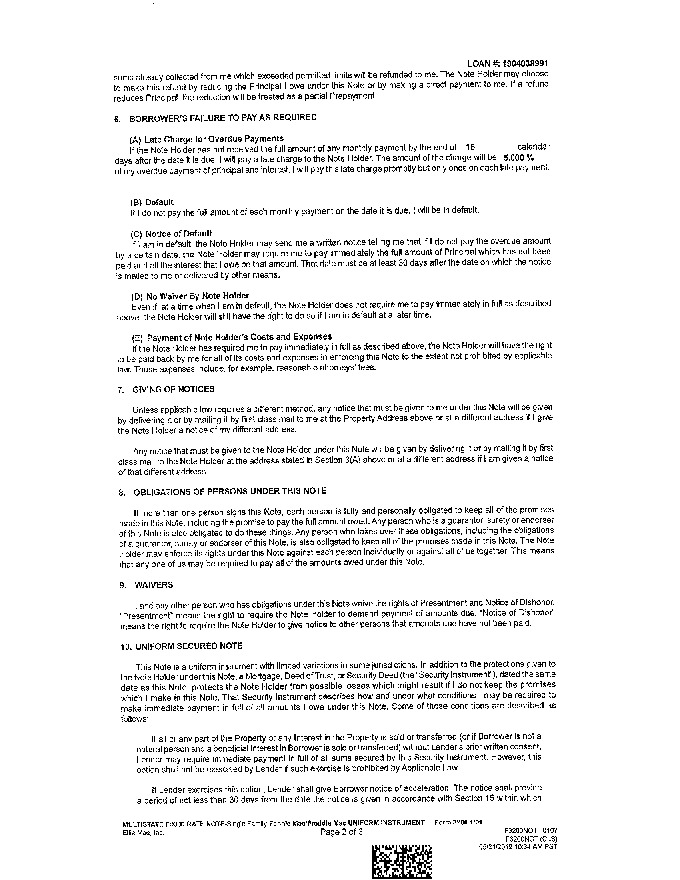 LOAN #: 1904038991
sums already collected from me which exceeded permitted limits will be refunded to me. The Note Holder may choose
to make this refund by reducing the Principal I owe under this Note or by making a direct payment to me. If a refund
reduces Principal, the reduction will be treated as a partial Prepayment.
6. BORROWER'S FAILURE TO PAY AS REQUIRED
(A) Late Charge for Overdue Payments
If the Note Holder has not received the full amount of any monthly payment by the end of 15 calendar
days after the date it is due, I will pay a late charge to the Note Holder. The amount of the charge will be 5.000 %
of my overdue payment of principal and interest. I will pay this late charge promptly but only once on each late payment.
(B) Default
If I do not pay the full amount of each monthly payment on the date it is due, I will be in default.
(C) Notice of Default
If I am in default, the Note Holder may send me a written notice telling me that if I do not pay the overdue amount
by a certain date, the Note Holder may require me to pay immediately the full amount of Principal which has not been
paid and all the interest that I owe on that amount. That date must be at least 30 days after the date on which the notice
is mailed to me or delivered by other means.
(D) No Waiver By Note Holder
Even if, at a time when I am in default, the Note Holder does not require me to pay immediately in full as described
above, the Note Holder will still have the right to do so if I am in default at a later time.
(E) Payment of Note Holder's Costs and Expenses
If the Note Holder has required me to pay immediately in full as described above, the Note Holder will have the right
to be paid back by me for all of its costs and expenses in enforcing this Note to the extent not prohibited by applicable
law. Those expenses include, for example, reasonable attorneys' fees.
7. GIVING OF NOTICES
Unless applicable law requires a different method, any notice that must be given to me under this Note will be given
by delivering it or by mailing it by first class mail to me at the Property Address above or at a different address if I give
the Note Holder a notice of my different address.
Any notice that must be given to the Note Holder under this Note will be given by delivering it or by mailing it by first
class mail to the Note Holder at the address stated in Section 3(A) above or at a different address if I am given a notice
of that different address.
8. OBLIGATIONS OF PERSONS UNDER THIS NOTE
If more than one person signs this Note, each person is fully and personally obligated to keep all of the promises
made in this Note, including the promise to pay the full amount owed. Any person who is a guarantor, surety or endorser
of this Note is also obligated to do these things. Any person who takes over these obligations, including the obligations
of a guarantor, surety or endorser of this Note, is also obligated to keep all of the promises made in this Note. The Note
Holder may enforce its rights under this Note against each person individually or against all of us together. This means
that any one of us may be required to pay all of the amounts owed under this Note.
9. WAIVERS
I and any other person who has obligations under this Note waive the rights of Presentment and Notice of Dishonor.
"Presentment" means the right to require the Note Holder to demand payment of amounts due. "Notice of Dishonor"
means the right to require the Note Holder to give notice to other persons that amounts due have not been paid.
10. UNIFORM SECURED NOTE
This Note is a uniform instrument with limited variations in some jurisdictions. In addition to the protections given to
the Note Holder under this Note, a Mortgage, Deed of Trust, or Security Deed (the "Security Instrument"), dated the same
date as this Note, protects the Note Holder from possible losses which might result if I do not keep the promises
which I make in this Note. That Security Instrument describes how and under what conditions I may be required to
make immediate payment in full of all amounts I owe under this Note. Some of those conditions are described as
follows:
If all or any part of the Property or any Interest in the Property is sold or transferred (or if Borrower is not a
natural person and a beneficial interest in Borrower is sold or transferred) without Lender's prior written consent,
Lender may require immediate payment in full of all sums secured by this Security Instrument. However, this
option shall not be exercised by Lender if such exercise is prohibited by Applicable Law.
If Lender exercises this option, Lender shall give Borrower notice of acceleration. The notice shall provide
a period of not less than 30 days from the date the notice is given in accordance with Section 15 within which
MULTISTATE FIXED RATE NOTE-Single Family-Fannie Mae/Freddie Mac UNIFORM INSTRUMENT Form 3200 1/01
Ellie Mae, Inc. Page 2 of 3 F3200NOT 0107
F3200NOT (CLS)
10:34 AM PST